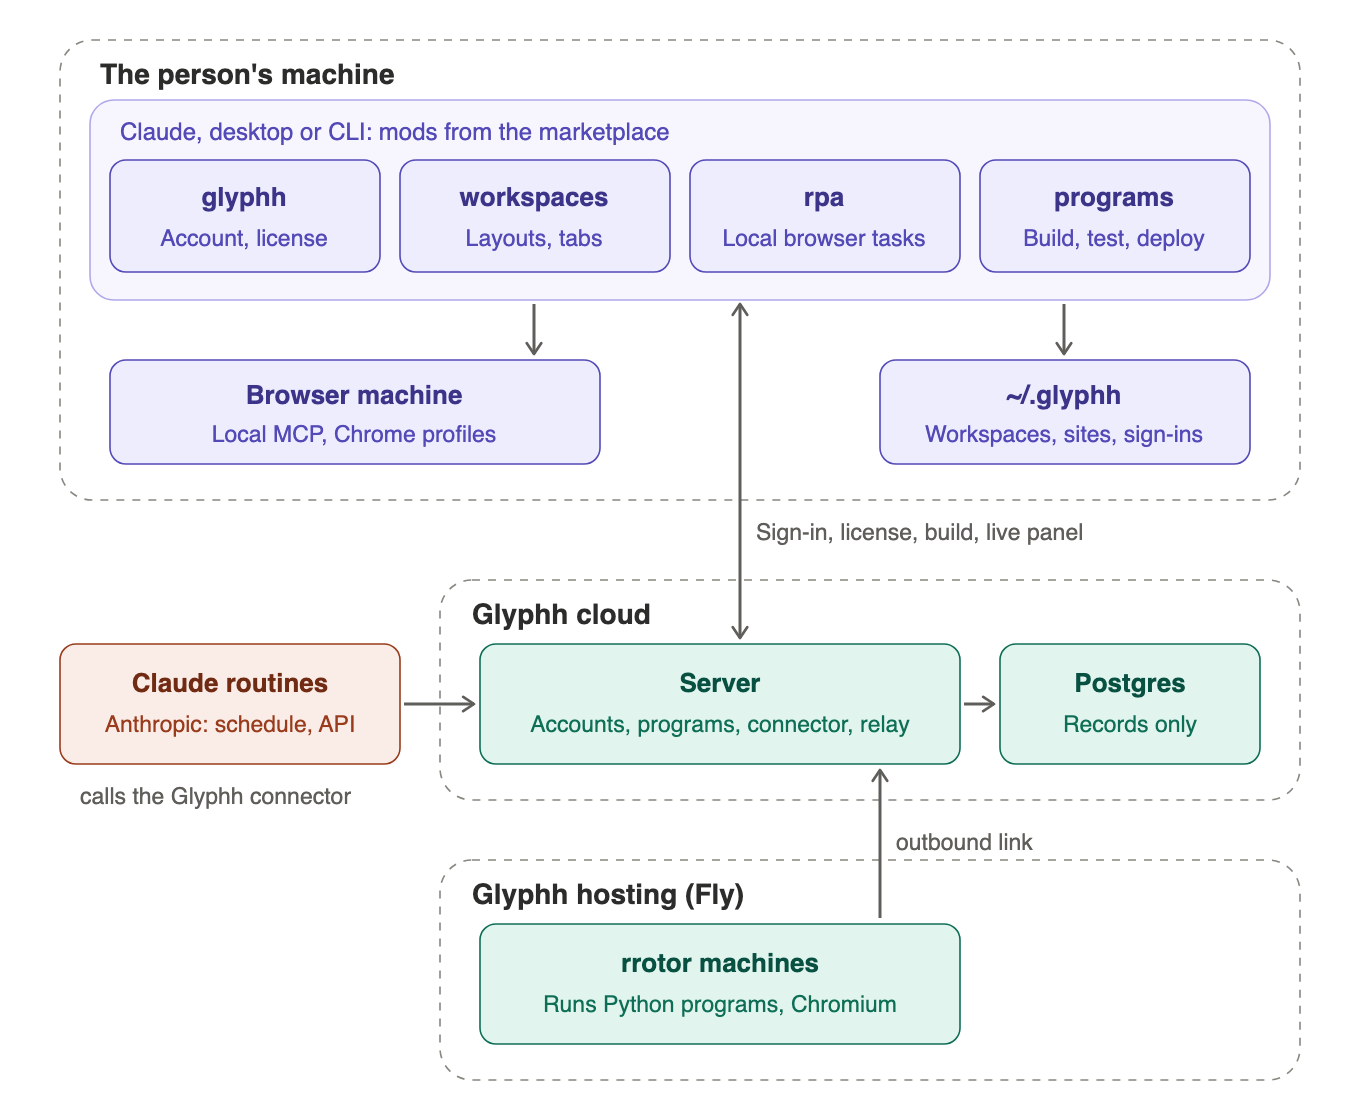 The person's machine
Claude, desktop or CLI: mods from the marketplace
glyphh
Account, license
workspaces
Layouts, tabs
rpa
Local browser tasks
programs
Build, test, deploy
Browser machine
Local MCP, Chrome profiles
~/.glyphh
Workspaces, sites, sign-ins
Sign-in, license, build, live panel
Glyphh cloud
Claude routines
Anthropic: schedule, API
calls the Glyphh connector
Server
Accounts, programs, connector, relay
Postgres
Records only
outbound link
Glyphh hosting (Fly)
rrotor machines
Runs Python programs, Chromium